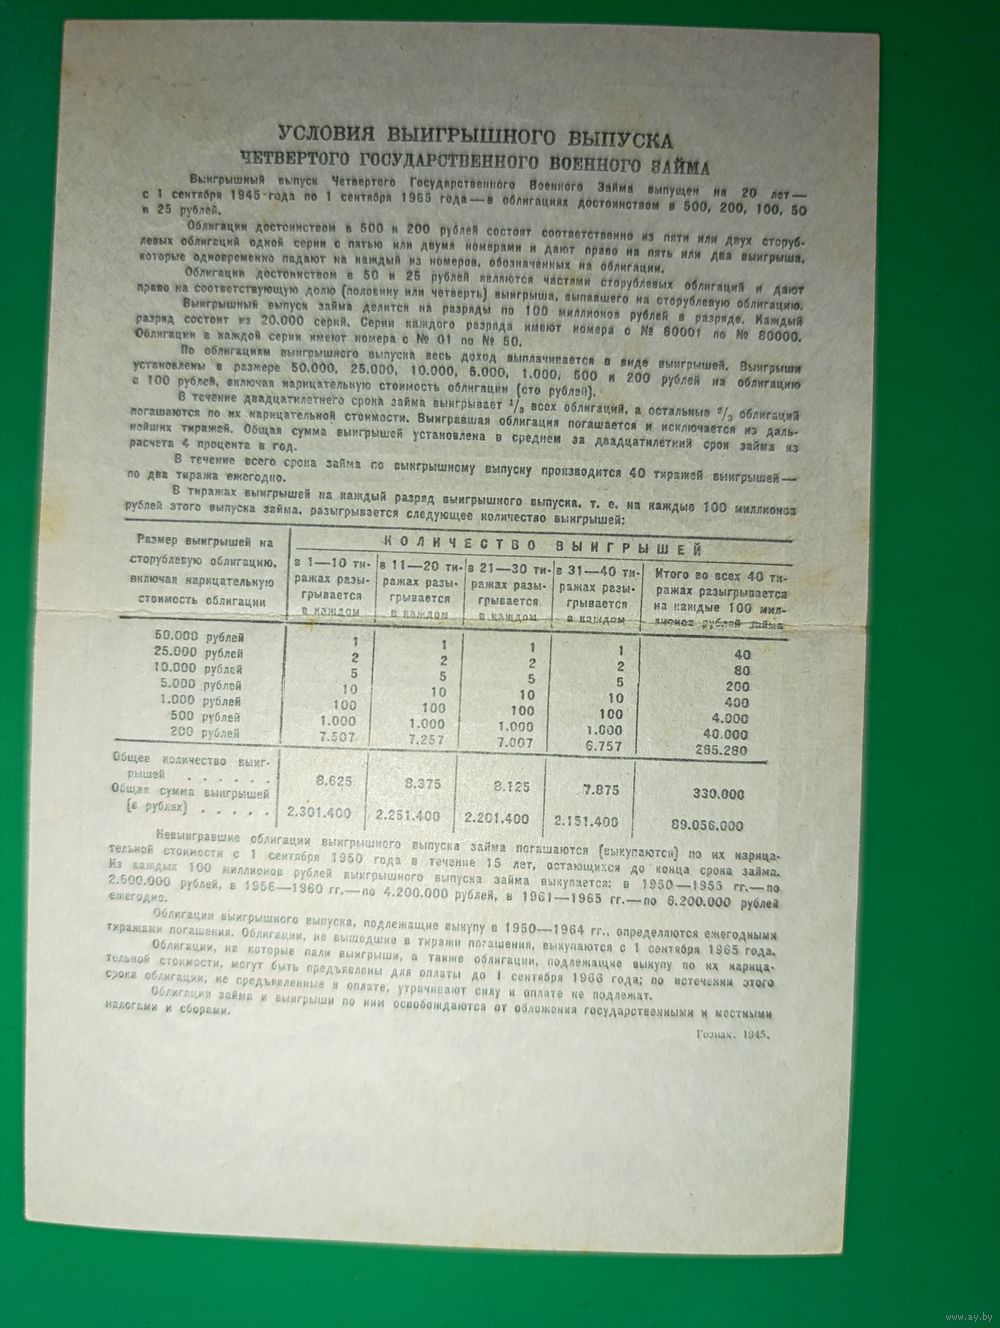 УСЛОВИЯ ВЫИГРЫШНОГО ВЫПУСКА
ЧЕТВЕРТОГО ГОСУДАРСТВЕННОГО ВОЕННОГО ЗАЙМА
Выигрышный выпуск Четвертого Государственного Военного Займа выпущен на 20 лет—
с 1 сентября 1945 года по 1 сентября 1965 года—в облигациях достоинством в 500, 200, 100, 50
и 25 рублей.
Облигации достоинством в 500 и 200 рублей состоят соответственно из пяти или двух сторуб-
левых облигаций одной серии с пятью или двумя номерами и дают право на пять или два выигрыша,
которые одновременно падают на каждый из номеров, обозначенных на облигации.
Облигации достоинством в 50 и 25 рублей являются частями сторублевых облигаций и дают
право на соответствующую долю (половину или четверть) выигрыша, выпавшего на сторублевую облигацию.
Выигрышный выпуск займа делится на разряды по 100 миллионов рублей в разряде. Каждый
разряд состоит из 20.000 серий. Серии каждого разряда имеют номера с № 60001 по № 80000.
Облигации в каждой серии имеют номера с № 01 по № 50.
По облигациям выигрышного выпуска весь доход выплачивается в виде выигрышей. Выигрыши
установлены в размере 50.000, 25.000, 10.000, 5.000, 1.000, 500 и 200 рублей на облигацию
в 100 рублей, включая нарицательную стоимость облигации (сто рублей).
В течение двадцатилетнего срока займа выигрывает 1/3 всех облигаций, а остальные 2/3 облигаций
погашаются по их нарицательной стоимости. Выигравшая облигация погашается и исключается из даль-
нейших тиражей. Общая сумма выигрышей установлена в среднем за двадцатилетний срок займа из
расчета 4 процента в год.
В течение всего срока займа по выигрышному выпуску производится 40 тиражей выигрышей—
по два тиража ежегодно.
В тиражах выигрышей на каждый разряд выигрышного выпуска, т. е. на каждые 100 миллионов
рублей этого выпуска займа, разыгрывается следующее количество выигрышей:
Размер выигрышей на
сторублевую облигацию,
включая нарицательную
стоимость облигации
КОЛИЧЕСТВО ВЫИГРЫШЕЙ
в 1—10 ти-
ражах разы-
грывается
в каждом
в 11—20 ти-
ражах разы-
грывается
в каждом
в 21—30 ти-
ражах разы-
грывается
в каждом
в 31—40 ти-
ражах разы-
грывается
в каждом
Итого во всех 40 ти-
ражах разыгрывается
на каждые 100 мил-
лионов рублей займа
50.000 рублей 1 1 1 1 40
25.000 рублей 2 2 2 2 80
10.000 рублей 5 5 5 5 200
5.000 рублей 10 10 10 10 400
1.000 рублей 100 100 100 100 4.000
500 рублей 1.000 1.000 1.000 1.000 40.000
200 рублей 7.507 7.257 7.007 6.757 285.280
Общее количество выиг-
рышей . . . . . . 8.625 8.375 8.125 7.875 330.000
Общая сумма выигрышей
(в рублях) . . . . . 2.301.400 2.251.400 2.201.400 2.151.400 89.056.000
Невыигравшие облигации выигрышного выпуска займа погашаются (выкупаются) по их нарица-
тельной стоимости с 1 сентября 1950 года в течение 15 лет, остающихся до конца срока займа.
Из каждых 100 миллионов рублей выигрышного выпуска займа выкупается: в 1950—1955 гг.—по
2.500.000 рублей, в 1956—1960 гг.—по 4.200.000 рублей, в 1961—1965 гг.—по 6.200.000 рублей
ежегодно.
Облигации выигрышного выпуска, подлежащие выкупу в 1950—1964 гг., определяются ежегодными
тиражами погашения. Облигации, не вышедшие в тиражи погашения, выкупаются с 1 сентября 1965 года.
Облигации, на которые пали выигрыши, а также облигации, подлежащие выкупу по их нарица-
тельной стоимости, могут быть предъявлены для оплаты до 1 сентября 1966 года; по истечении этого
срока облигации, не предъявленные к оплате, утрачивают силу и оплате не подлежат.
Облигации займа и выигрыши по ним освобождаются от обложения государственными и местными
налогами и сборами.
Гознак. 1945.
www.ay.by